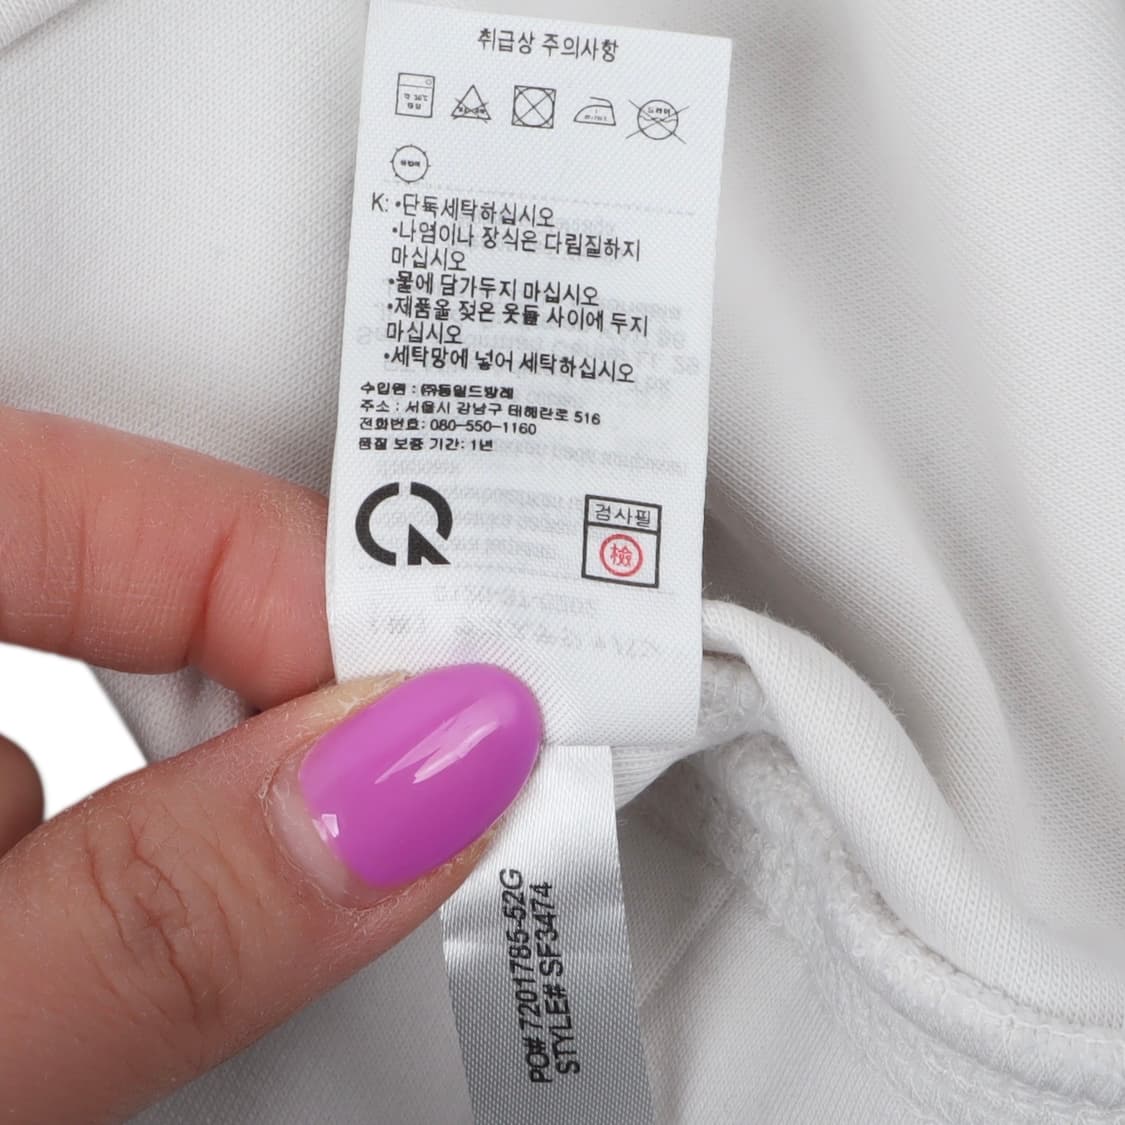 취급상 주의사항
K: •단독세탁하십시오
•나염이나 장식은 다림질하지
마십시오
•물에 담가두지 마십시오
•제품을 젖은 옷들 사이에 두지
마십시오
•세탁망에 넣어 세탁하십시오
수입원 : (주)동일드방레
주소 : 서울시 강남구 테헤란로 516
전화번호: 080-550-1160
품질 보증 기간: 1년
검사필
檢
PO# 7201785-52G
STYLE# SF3474